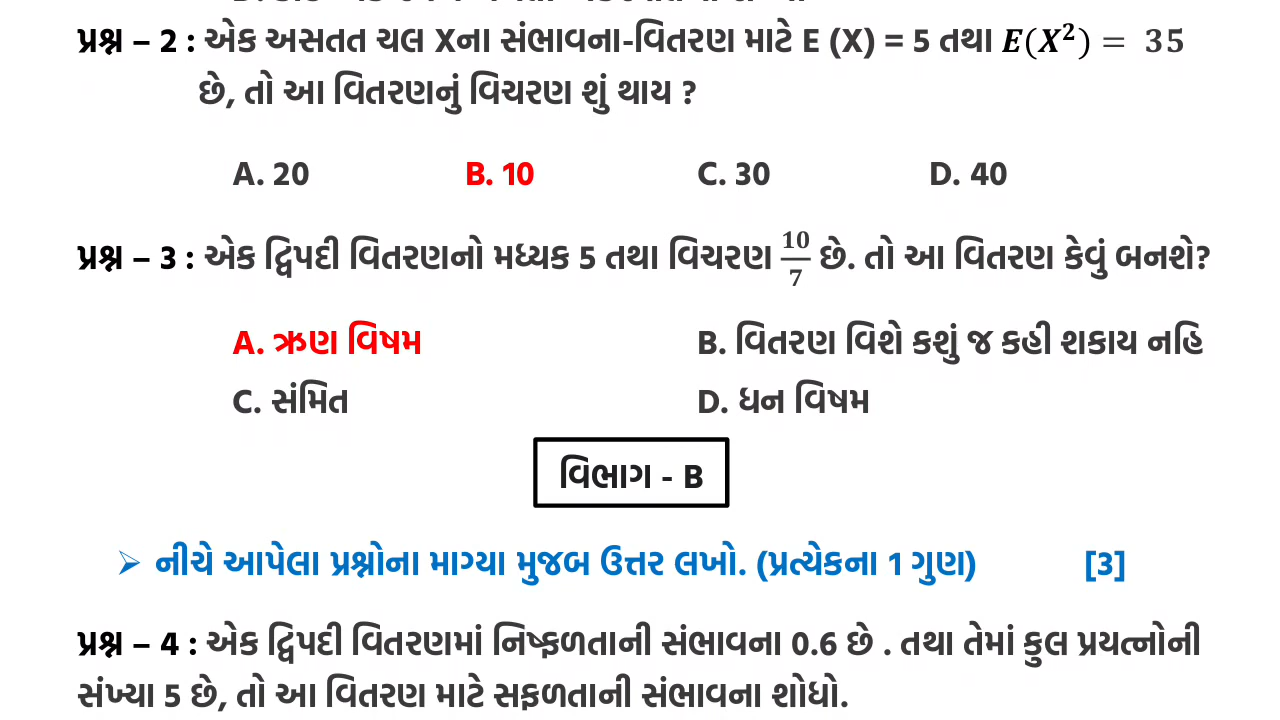 પ્રશ્ન – 2 : એક અસતત ચલ Xના સંભાવના-વિતરણ માટે E (X) = 5 તથા E(X²) = 35
છે, તો આ વિતરણનું વિચરણ શું થાય ?
A. 20 B. 10 C. 30 D. 40
પ્રશ્ન – 3 : એક દ્વિપદી વિતરણનો મધ્યક 5 તથા વિચરણ 10/7 છે. તો આ વિતરણ કેવું બનશે?
A. ઋણ વિષમ B. વિતરણ વિશે કશું જ કહી શકાય નહિ
C. સંમિત D. ધન વિષમ
વિભાગ - B
➢ નીચે આપેલા પ્રશ્નોના માગ્યા મુજબ ઉત્તર લખો. (પ્રત્યેકના 1 ગુણ) [3]
પ્રશ્ન – 4 : એક દ્વિપદી વિતરણમાં નિષ્ફળતાની સંભાવના 0.6 છે . તથા તેમાં કુલ પ્રયત્નોની
સંખ્યા 5 છે, તો આ વિતરણ માટે સફળતાની સંભાવના શોધો.